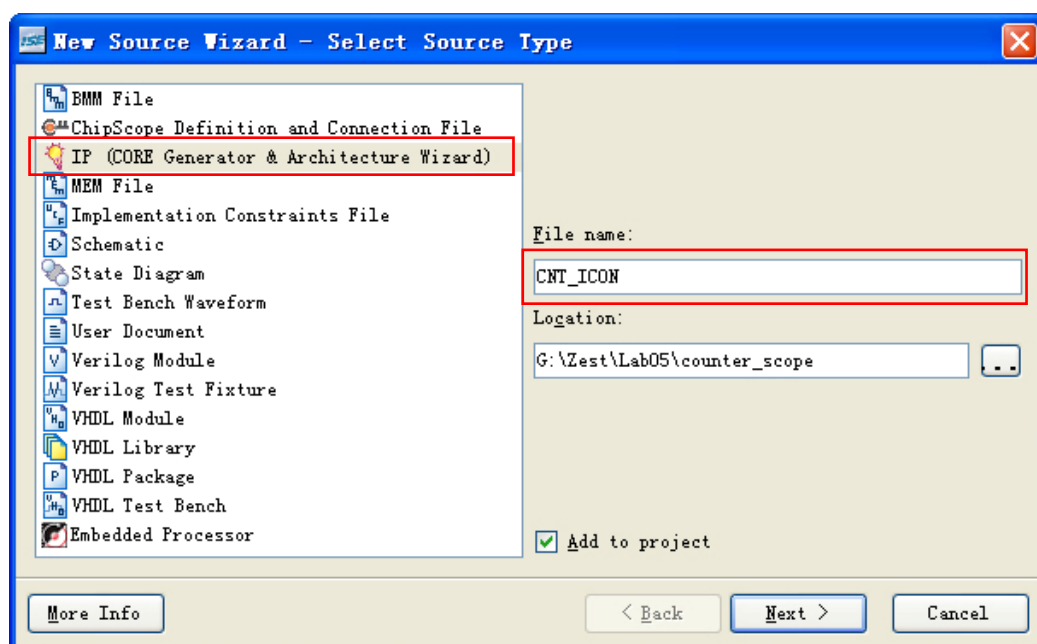 New Source Wizard - Select Source Type
BMM File
ChipScope Definition and Connection File
IP (CORE Generator & Architecture Wizard)
MEM File
Implementation Constraints File
Schematic
State Diagram
Test Bench Waveform
User Document
Verilog Module
Verilog Test Fixture
VHDL Module
VHDL Library
VHDL Package
VHDL Test Bench
Embedded Processor
File name:
CNT_ICON
Location:
G:\Zest\Lab05\counter_scope
...
Add to project
More Info
< Back
Next >
Cancel